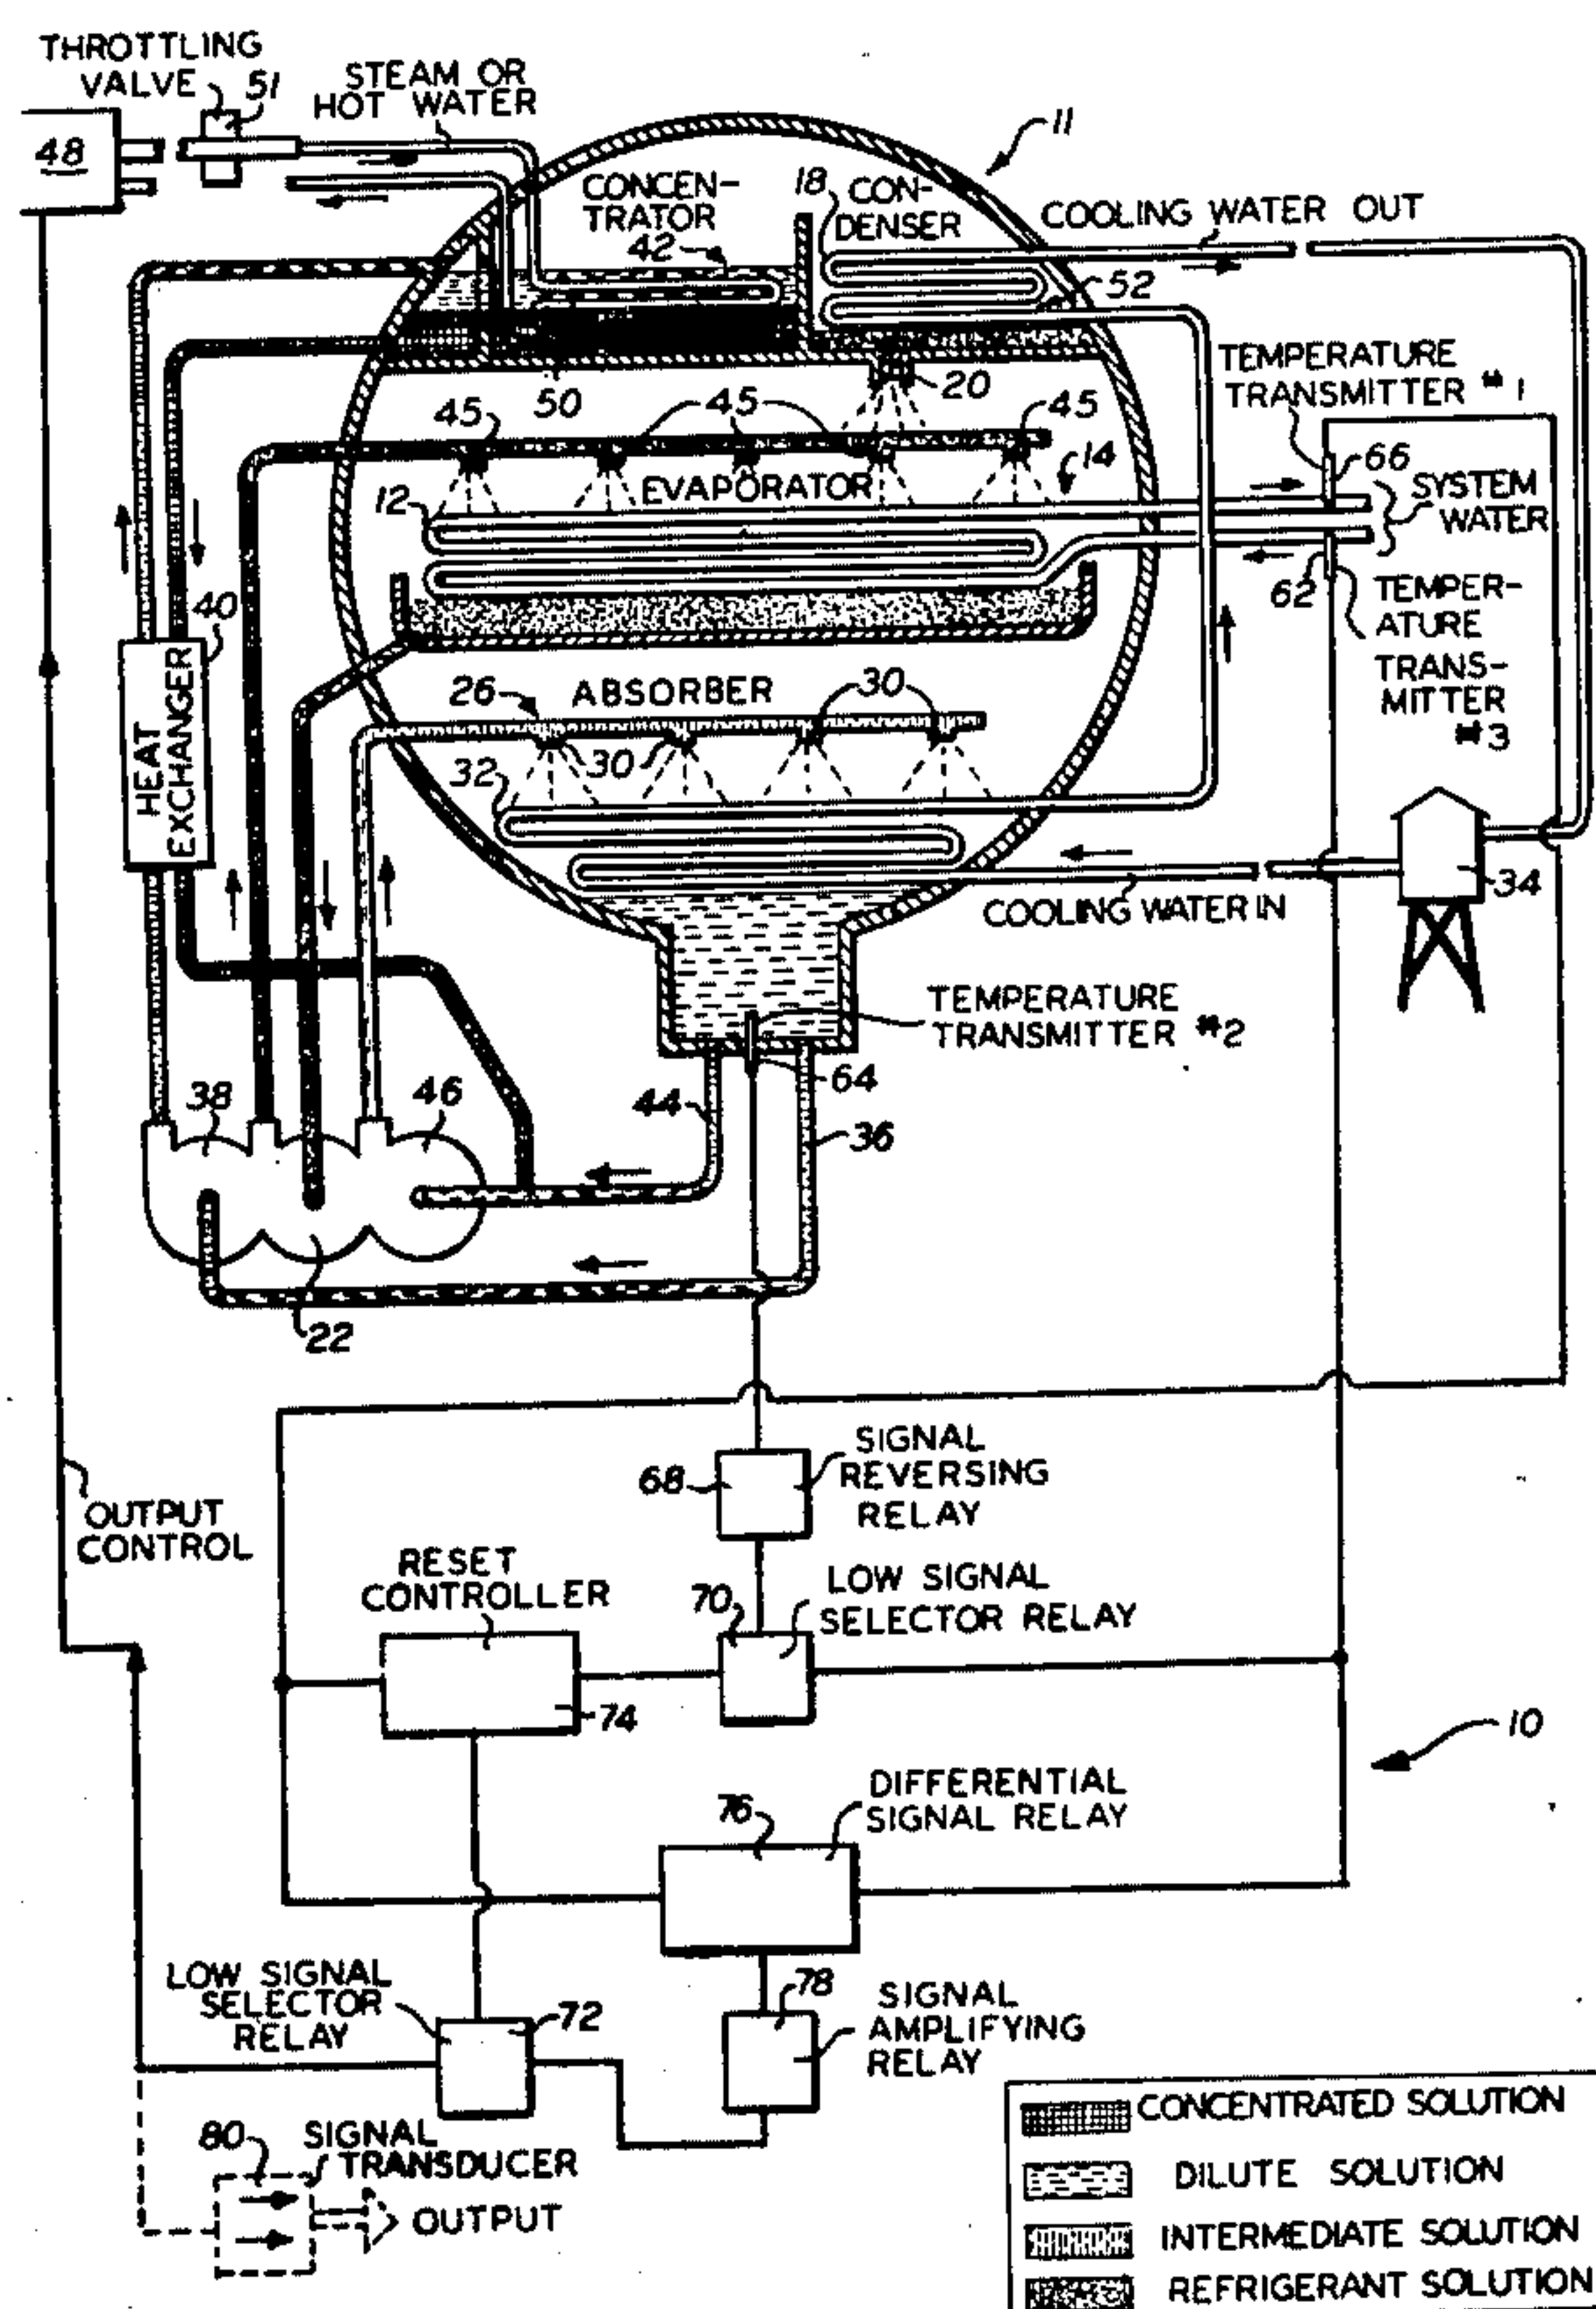 THROTTLING
VALVE 51
STEAM OR
HOT WATER
48
11
CONCEN-
TRATOR
42
18 CON-
DENSER
COOLING WATER OUT
52
50
20
TEMPERATURE
TRANSMITTER #1
45
45
45
12
EVAPORATOR
14
66
SYSTEM
WATER
62
TEMPER-
ATURE
TRANS-
MITTER
#3
40
HEAT
EXCHANGER
26
ABSORBER
30
30
32
34
COOLING WATER IN
TEMPERATURE
TRANSMITTER #2
64
38
46
44
36
22
OUTPUT
CONTROL
68
SIGNAL
REVERSING
RELAY
RESET
CONTROLLER
74
70
LOW SIGNAL
SELECTOR RELAY
10
76
DIFFERENTIAL
SIGNAL RELAY
LOW SIGNAL
SELECTOR
RELAY
72
78
SIGNAL
AMPLIFYING
RELAY
80
SIGNAL
TRANSDUCER
OUTPUT
CONCENTRATED SOLUTION
DILUTE SOLUTION
INTERMEDIATE SOLUTION
REFRIGERANT SOLUTION